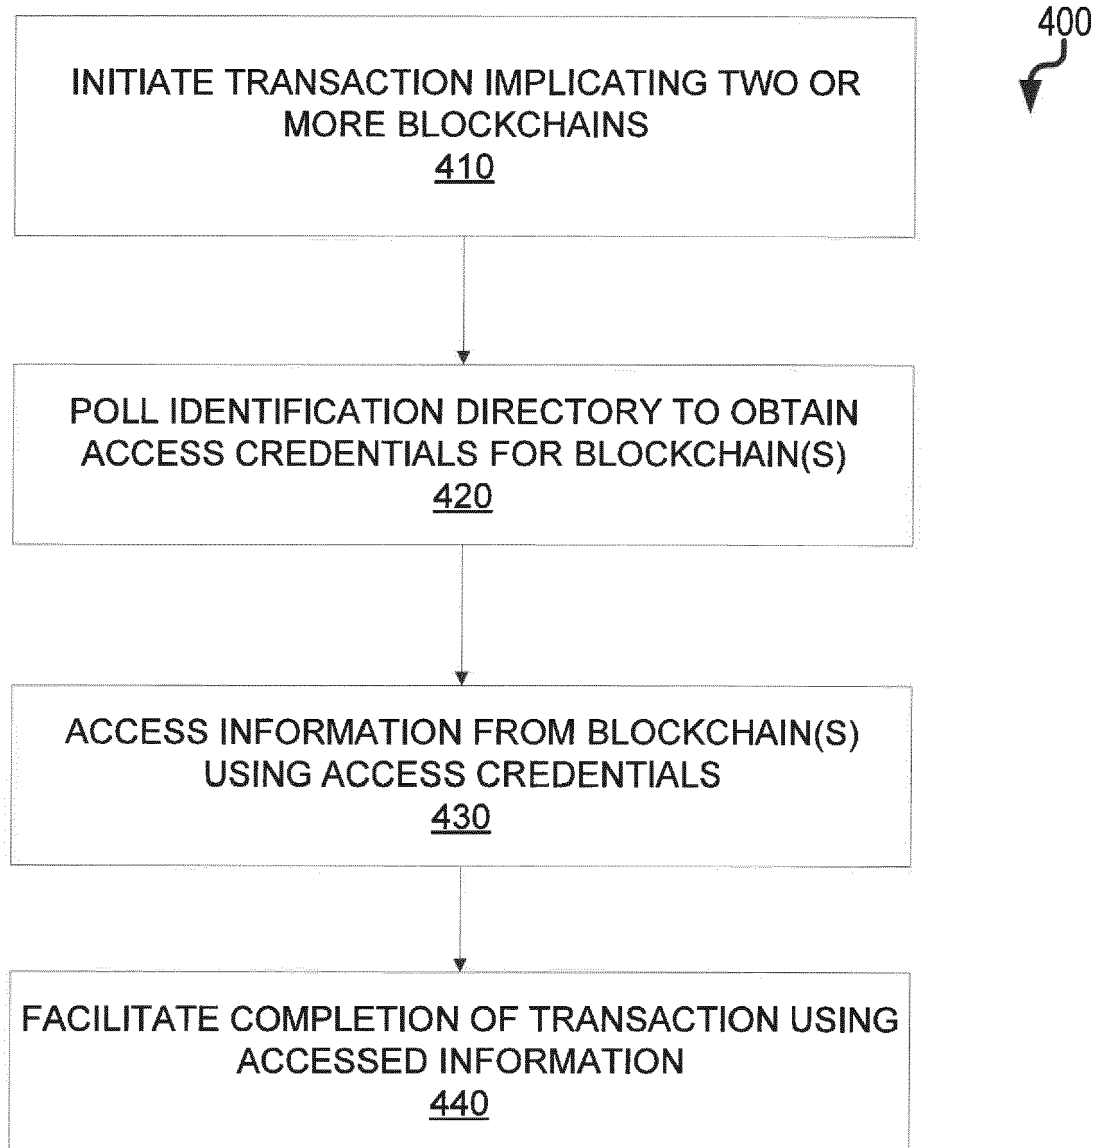 400
INITIATE TRANSACTION IMPLICATING TWO OR
MORE BLOCKCHAINS
410
POLL IDENTIFICATION DIRECTORY TO OBTAIN
ACCESS CREDENTIALS FOR BLOCKCHAIN(S)
420
ACCESS INFORMATION FROM BLOCKCHAIN(S)
USING ACCESS CREDENTIALS
430
FACILITATE COMPLETION OF TRANSACTION USING
ACCESSED INFORMATION
440